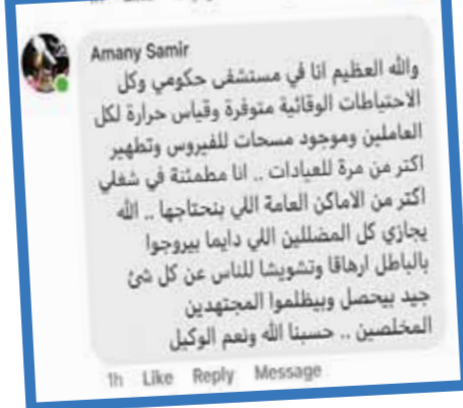 Amany Samir
والله العظيم انا في مستشفى حكومي وكل
الاحتياطات الوقائية متوفرة وقياس حرارة لكل
العاملين وموجود مسحات للفيروس وتطهير
اكتر من مرة للعيادات .. انا مطمئنة في شغلي
اكتر من الاماكن العامة اللي بنحتاجها .. الله
يجازي كل المضللين اللي دايما بيروجوا
بالباطل ارهاقا وتشويشا للناس عن كل شئ
جيد بيحصل وبيظلموا المجتهدين
المخلصين .. حسبنا الله ونعم الوكيل
1h Like Reply Message